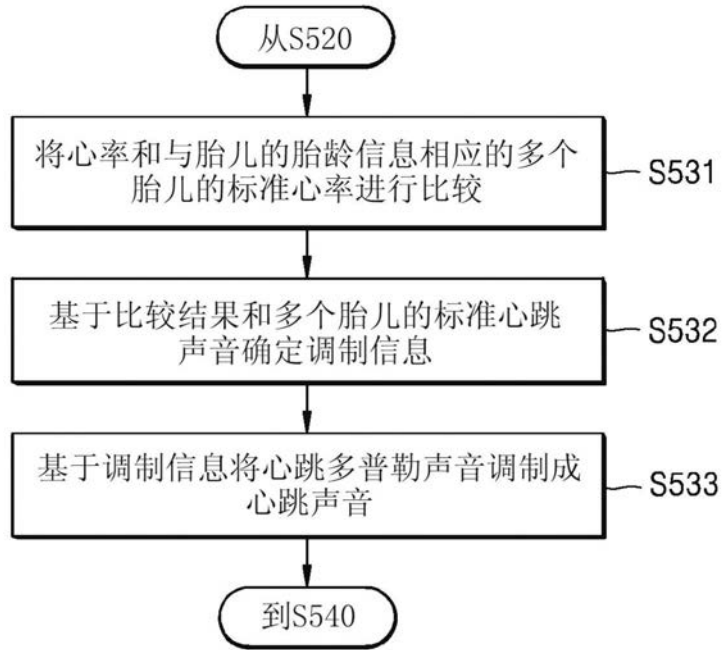 从S520
将心率和与胎儿的胎龄信息相应的多个
胎儿的标准心率进行比较
S531
基于比较结果和多个胎儿的标准心跳
声音确定调制信息
S532
基于调制信息将心跳多普勒声音调制成
心跳声音
S533
到S540